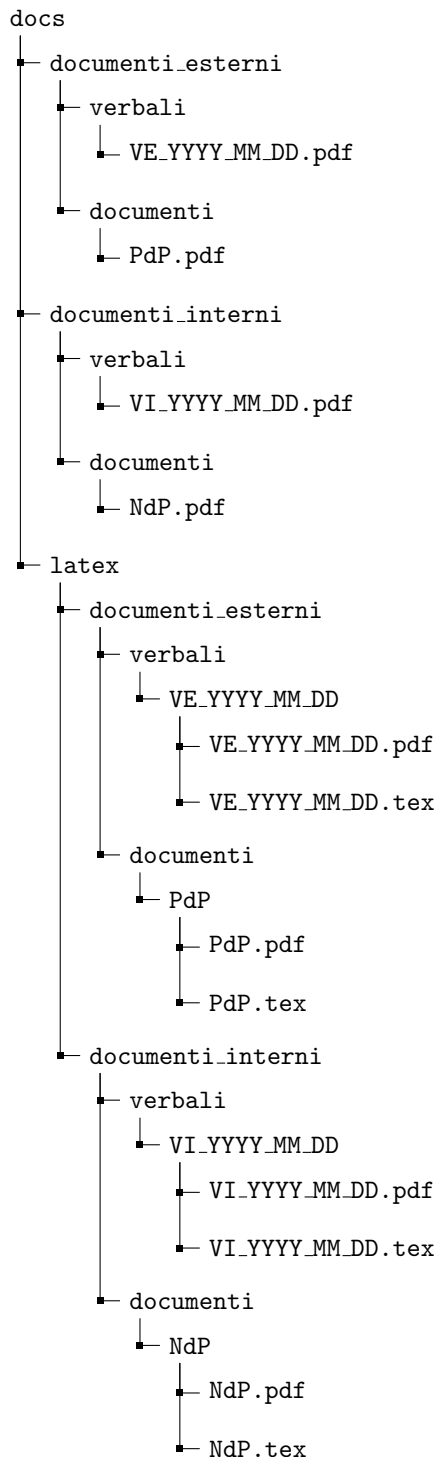 docs
documenti_esterni
verbali
VE_YYYY_MM_DD.pdf
documenti
PdP.pdf
documenti_interni
verbali
VI_YYYY_MM_DD.pdf
documenti
NdP.pdf
latex
documenti_esterni
verbali
VE_YYYY_MM_DD
VE_YYYY_MM_DD.pdf
VE_YYYY_MM_DD.tex
documenti
PdP
PdP.pdf
PdP.tex
documenti_interni
verbali
VI_YYYY_MM_DD
VI_YYYY_MM_DD.pdf
VI_YYYY_MM_DD.tex
documenti
NdP
NdP.pdf
NdP.tex